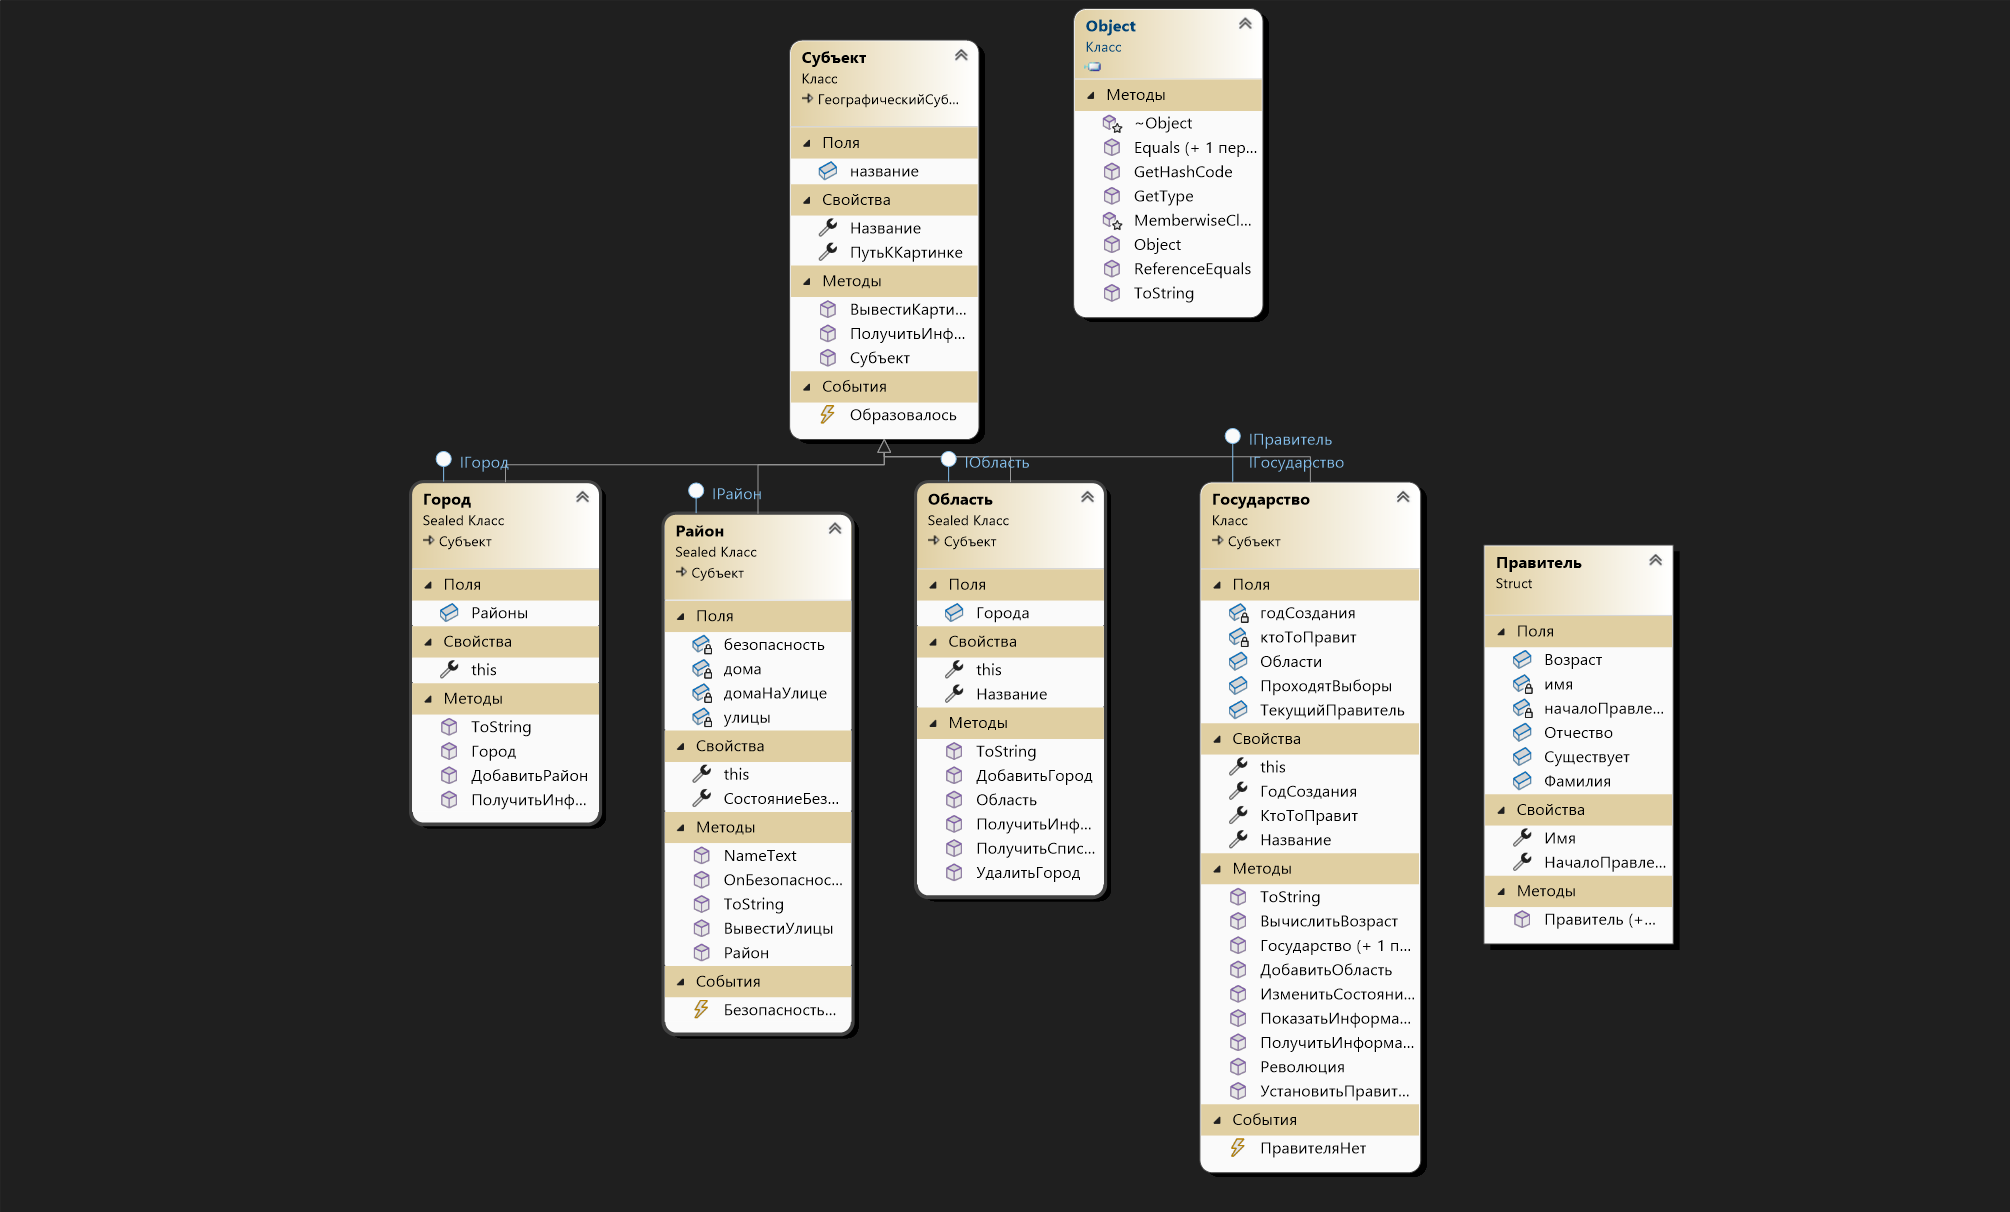 Субъект
Класс
ГеографическийСуб...
Поля
название
Свойства
Название
ПутьККартинке
Методы
ВывестиКарти...
ПолучитьИнф...
Субъект
События
Образовалось
Object
Класс
Методы
~Object
Equals (+ 1 пер...
GetHashCode
GetType
MemberwiseCl...
Object
ReferenceEquals
ToString
IГород
Город
Sealed Класс
Субъект
Поля
Районы
Свойства
this
Методы
ToString
Город
ДобавитьРайон
ПолучитьИнф...
IРайон
Район
Sealed Класс
Субъект
Поля
безопасность
дома
домаНаУлице
улицы
Свойства
this
СостояниеБез...
Методы
NameText
OnБезопаснос...
ToString
ВывестиУлицы
Район
События
Безопасность...
IОбласть
Область
Sealed Класс
Субъект
Поля
Города
Свойства
this
Название
Методы
ToString
ДобавитьГород
Область
ПолучитьИнф...
ПолучитьСпис...
УдалитьГород
IПравитель
IГосударство
Государство
Класс
Субъект
Поля
годСоздания
ктоТоПравит
Области
ПроходятВыборы
ТекущийПравитель
Свойства
this
ГодСоздания
КтоТоПравит
Название
Методы
ToString
ВычислитьВозраст
Государство (+ 1 п...
ДобавитьОбласть
ИзменитьСостояни...
ПоказатьИнформа...
ПолучитьИнформа...
Революция
УстановитьПравит...
События
ПравителяНет
Правитель
Struct
Поля
Возраст
имя
началоПравле...
Отчество
Существует
Фамилия
Свойства
Имя
НачалоПравле...
Методы
Правитель (+...